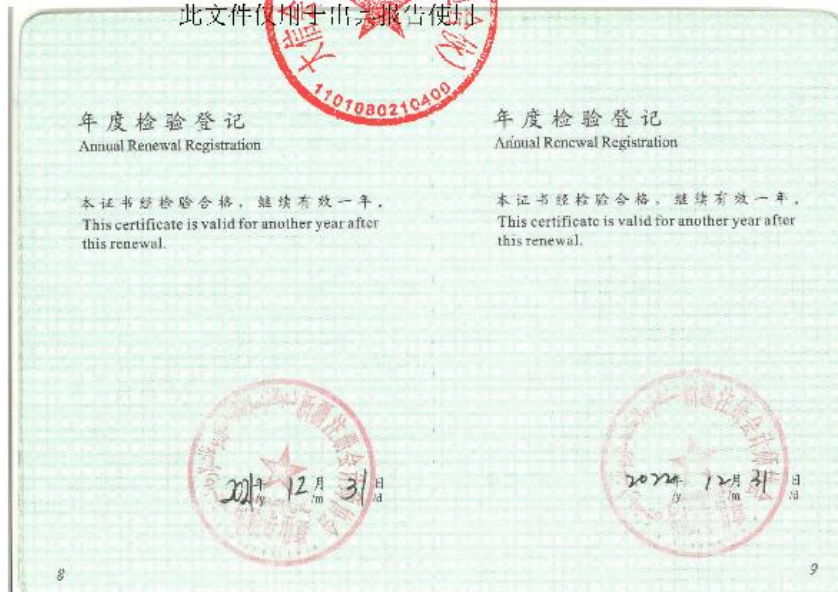 此文件仅用于出具报告使用
1101080210400
年度检验登记
Annual Renewal Registration
本证书经检验合格，继续有效一年。
This certificate is valid for another year after
this renewal.
2021年 12月 31日
/y /m /d
8
年度检验登记
Annual Renewal Registration
本证书经检验合格，继续有效一年。
This certificate is valid for another year after
this renewal.
2022年 12月 31日
/y /m /d
9